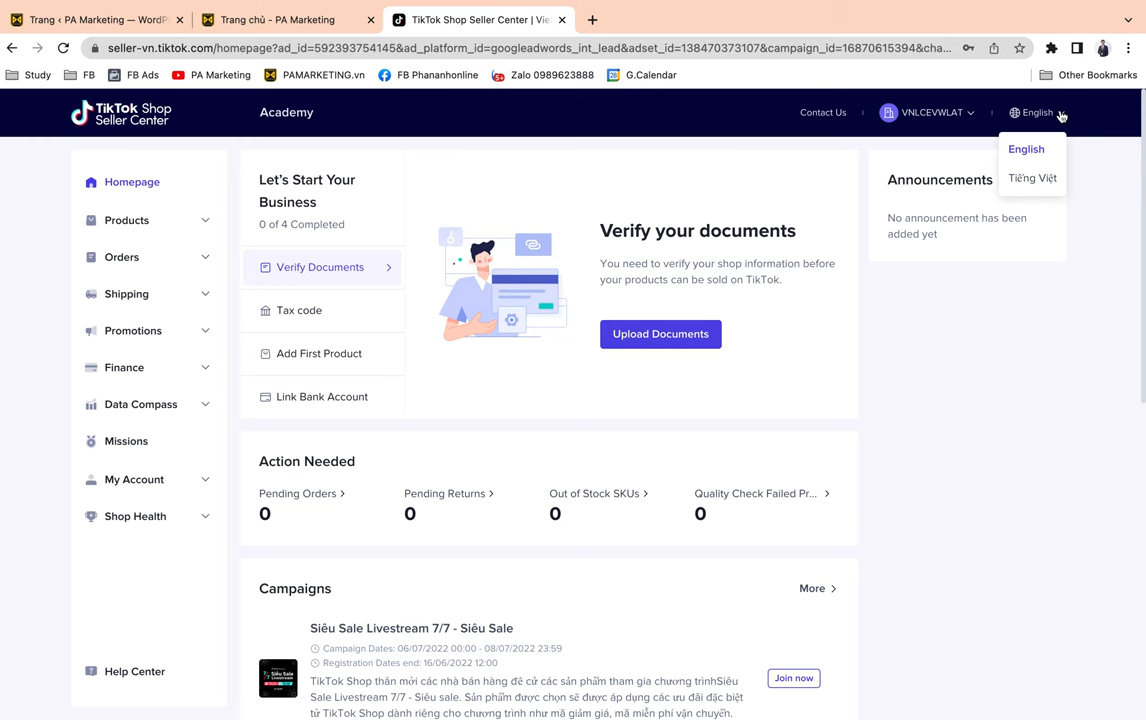 Trang ‹ PA Marketing — WordP
Trang chủ - PA Marketing
TikTok Shop Seller Center | Vie
seller-vn.tiktok.com/homepage?ad_id=592393754145&ad_platform_id=googleadwords_int_lead&adset_id=138470373107&campaign_id=16870615394&cha...
Study
FB
FB Ads
PA Marketing
PAMARKETING.vn
FB Phananhonline
Zalo 0989623888
G.Calendar
Other Bookmarks
TikTok Shop
Seller Center
Academy
Contact Us
VNLCEVWLAT
English
English
Tiếng Việt
Homepage
Products
Orders
Shipping
Promotions
Finance
Data Compass
Missions
My Account
Shop Health
Help Center
Let's Start Your
Business
0 of 4 Completed
Verify Documents
Tax code
Add First Product
Link Bank Account
Verify your documents
You need to verify your shop information before
your products can be sold on TikTok.
Upload Documents
Announcements
No announcement has been
added yet
Action Needed
Pending Orders
0
Pending Returns
0
Out of Stock SKUs
0
Quality Check Failed Pr...
0
Campaigns
More
Siêu Sale Livestream 7/7 - Siêu Sale
Campaign Dates: 06/07/2022 00:00 - 08/07/2022 23:59
Registration Dates end: 16/06/2022 12:00
TikTok Shop thân mời các nhà bán hàng đề cử các sản phẩm tham gia chương trìnhSiêu
Sale Livestream 7/7 - Siêu sale. Sản phẩm được chọn sẽ được áp dụng các ưu đãi đặc biệt
từ TikTok Shop dành riêng cho chương trình như mã giảm giá, mã miễn phí vận chuyển.
Join now
Siêu Sale
Livestream